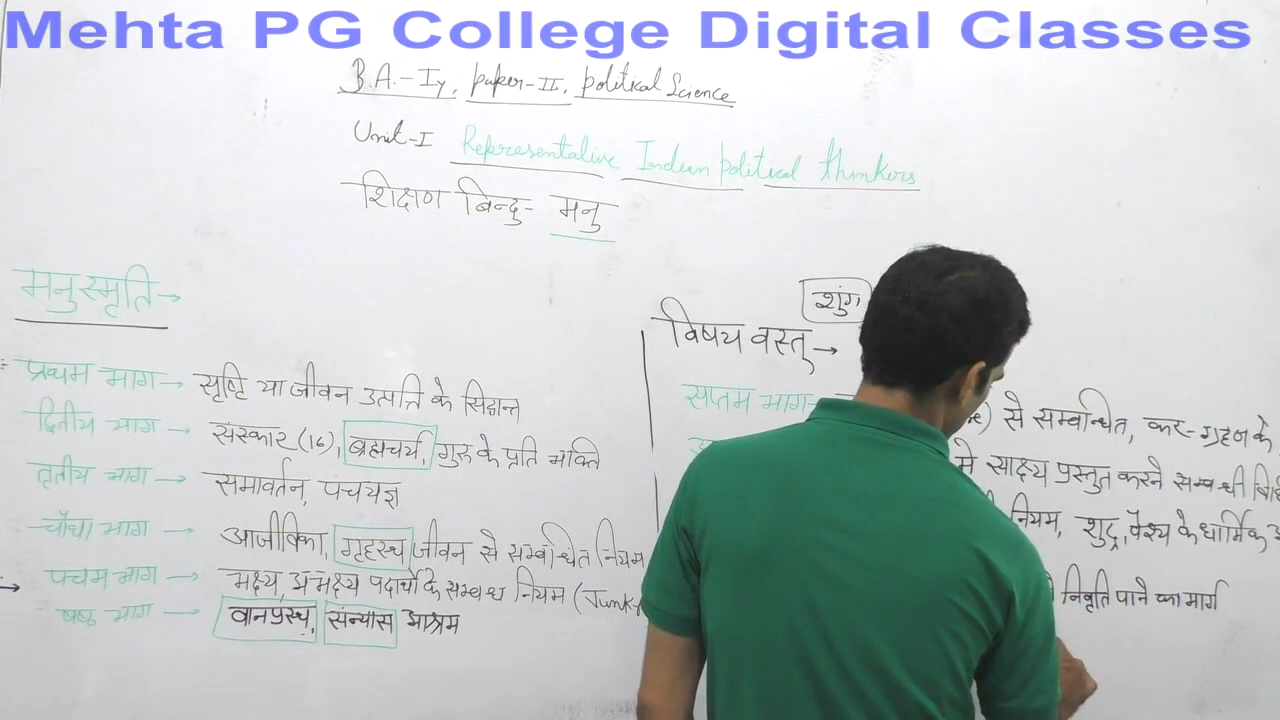 Mehta PG College Digital Classes
B.A.-Iy, paper-II, political Science
Unit-I Representative Indian political thinkers
शिक्षण बिन्दु- मनु
मनुस्मृति→
प्रथम भाग→ सृष्टि या जीवन उत्पत्ति के सिद्धान्त
द्वितीय भाग→ संस्कार (16), ब्रह्मचर्य, गुरु के प्रति भक्ति
तृतीय भाग→ समावर्तन, पंचयज्ञ
चौथा भाग→ आजीविका, गृहस्थ जीवन से सम्बन्धित नियम
पंचम भाग→ भक्ष्य, अभक्ष्य पदार्थो के सम्बन्ध नियम (Junk
षष्ठ भाग→ वानप्रस्थ, संन्यास आश्रम
शुंग
विषय वस्तु→
सप्तम भाग- से सम्बन्धित, कर-ग्रहण के
मे साक्ष्य प्रस्तुत करने सम्बन्धी
नियम, शुद्र, वैश्य के धार्मिक
निवृति पाने का मार्ग